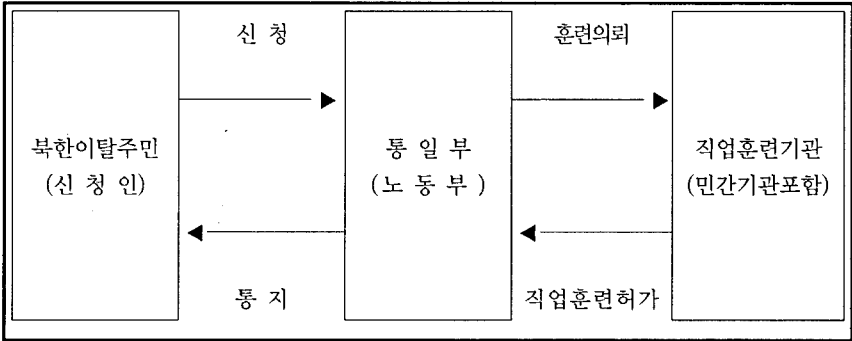 신 청
훈련의뢰
북한이탈주민
(신 청 인)
통 일 부
(노 동 부 )
직업훈련기관
(민간기관포함)
통 지
직업훈련허가